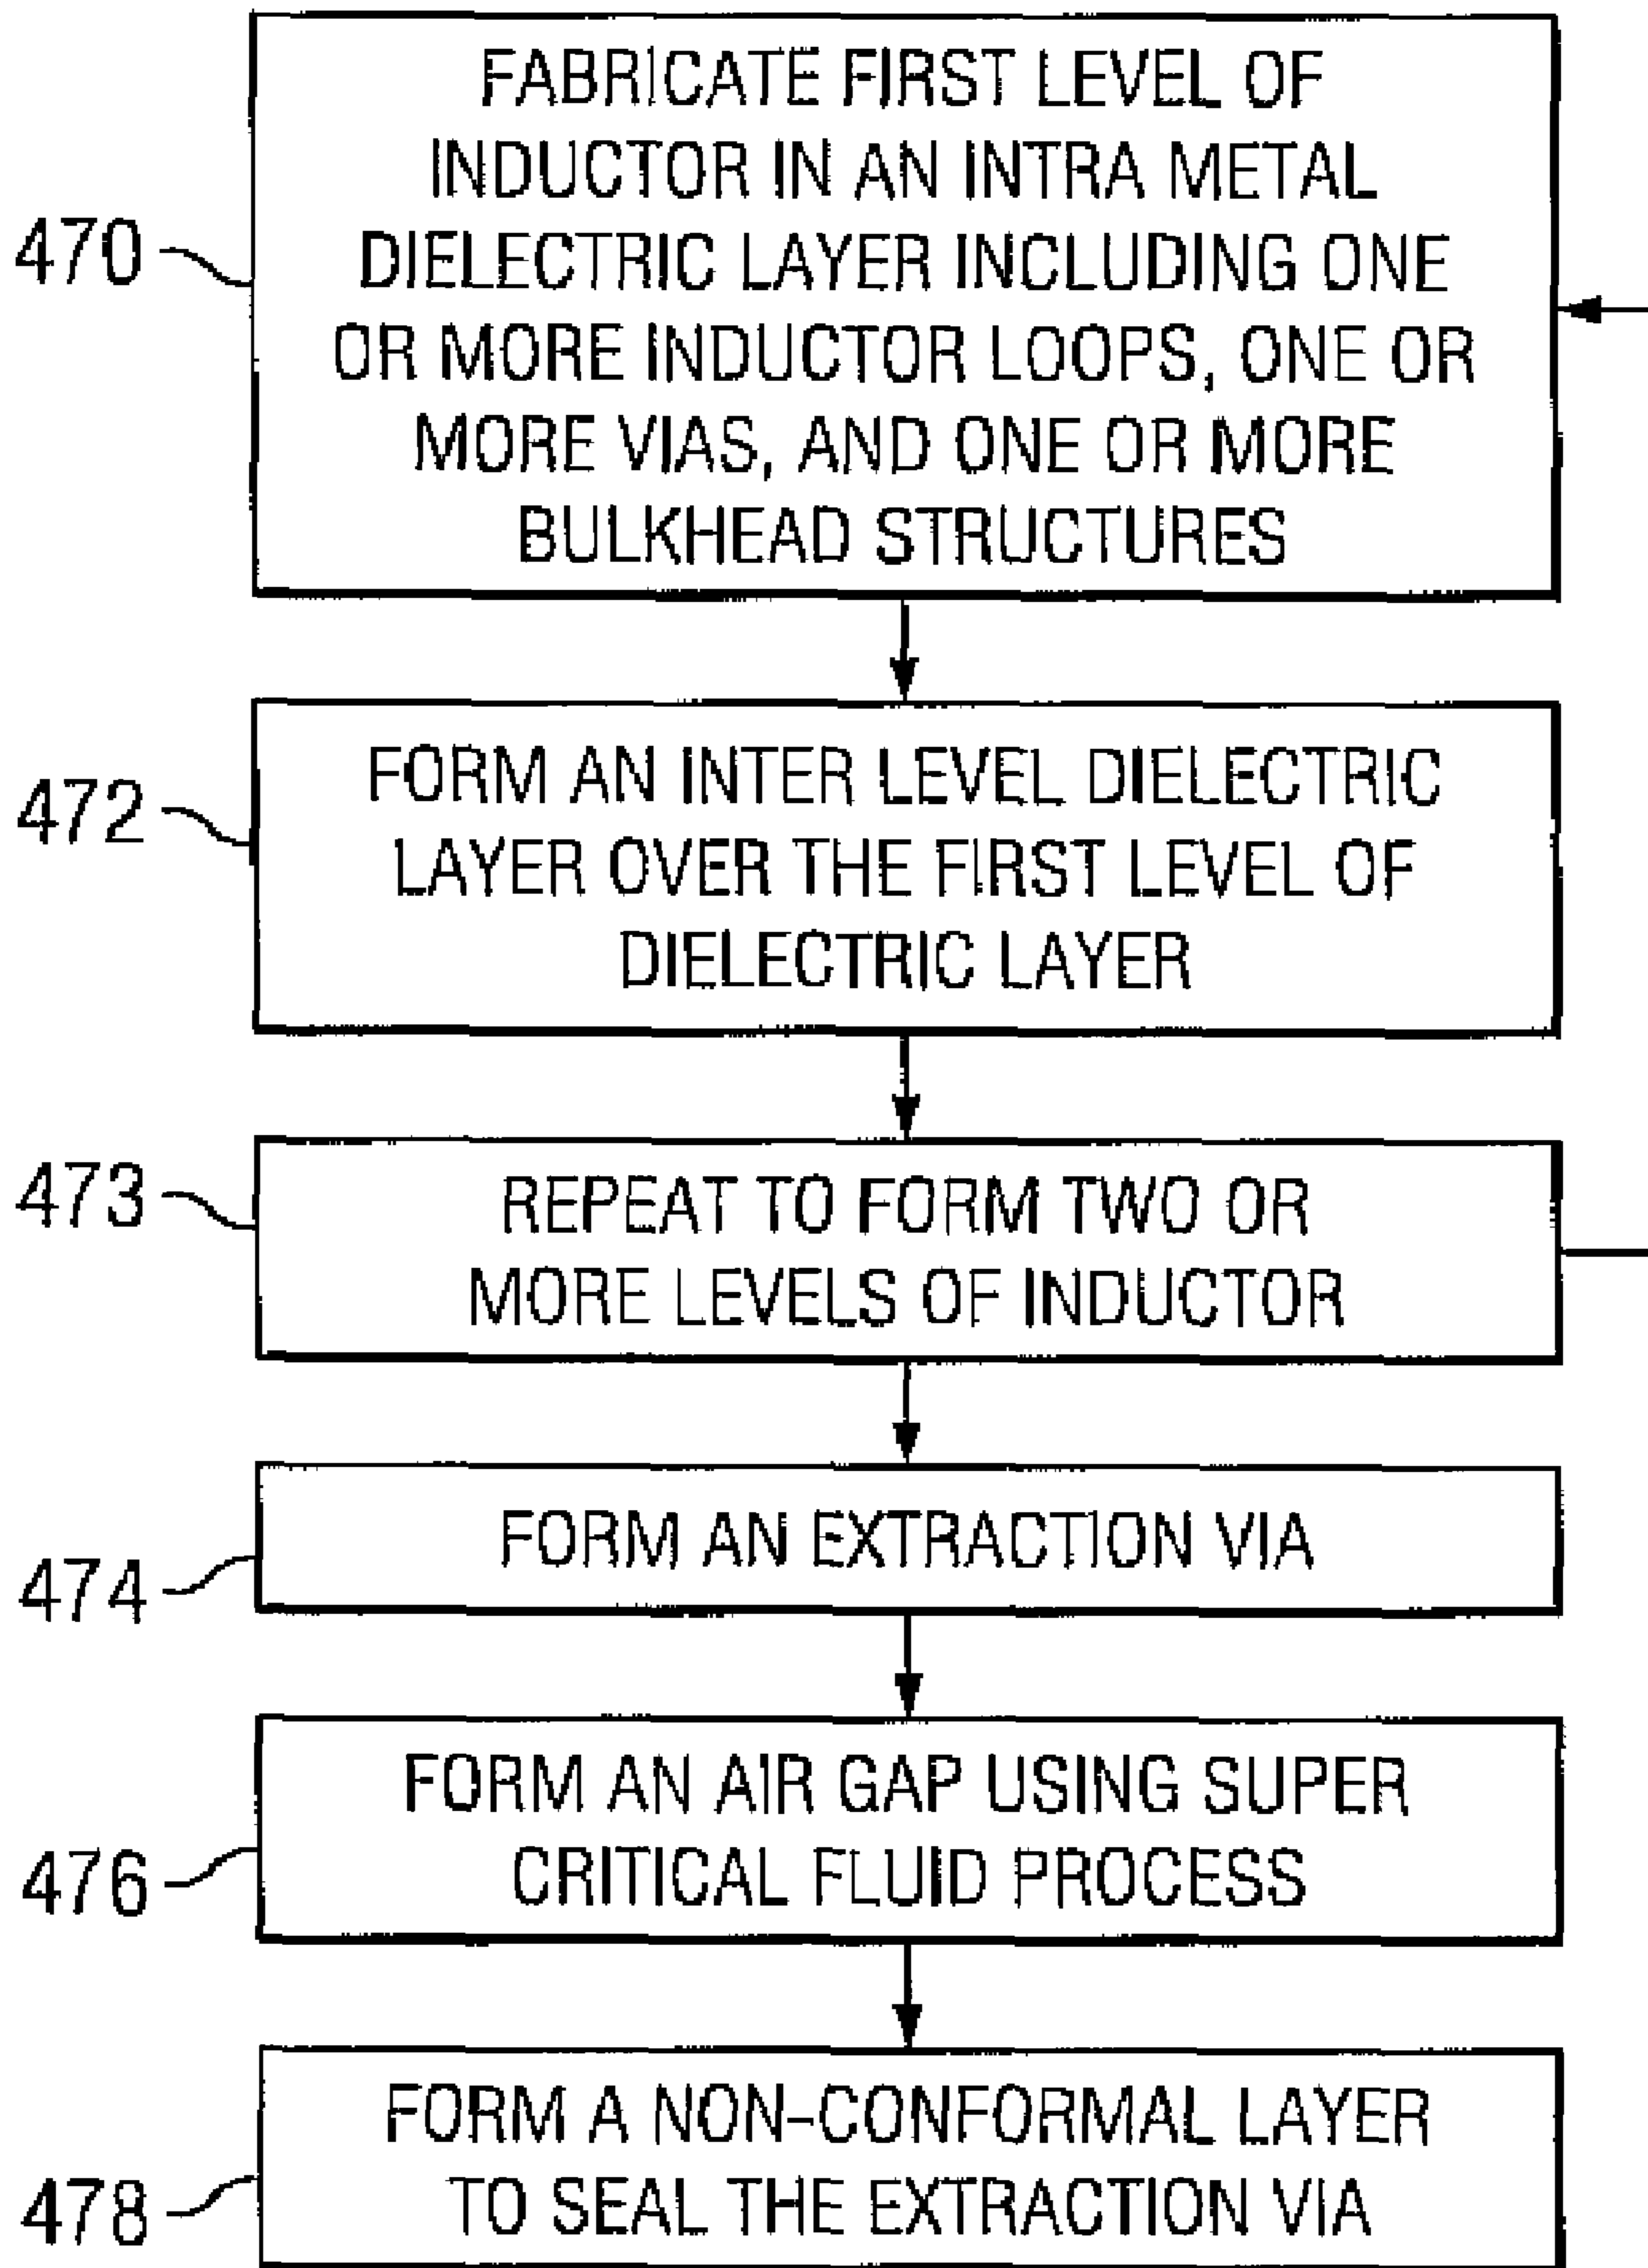 FABRICATE FIRST LEVEL OF
INDUCTOR IN AN INTRA METAL
DIELECTRIC LAYER INCLUDING ONE
OR MORE INDUCTOR LOOPS, ONE OR
MORE VIAS, AND ONE OR MORE
BULKHEAD STRUCTURES
470
FORM AN INTER LEVEL DIELECTRIC
LAYER OVER THE FIRST LEVEL OF
DIELECTRIC LAYER
472
REPEAT TO FORM TWO OR
MORE LEVELS OF INDUCTOR
473
FORM AN EXTRACTION VIA
474
FORM AN AIR GAP USING SUPER
CRITICAL FLUID PROCESS
476
FORM A NON-CONFORMAL LAYER
TO SEAL THE EXTRACTION VIA
478